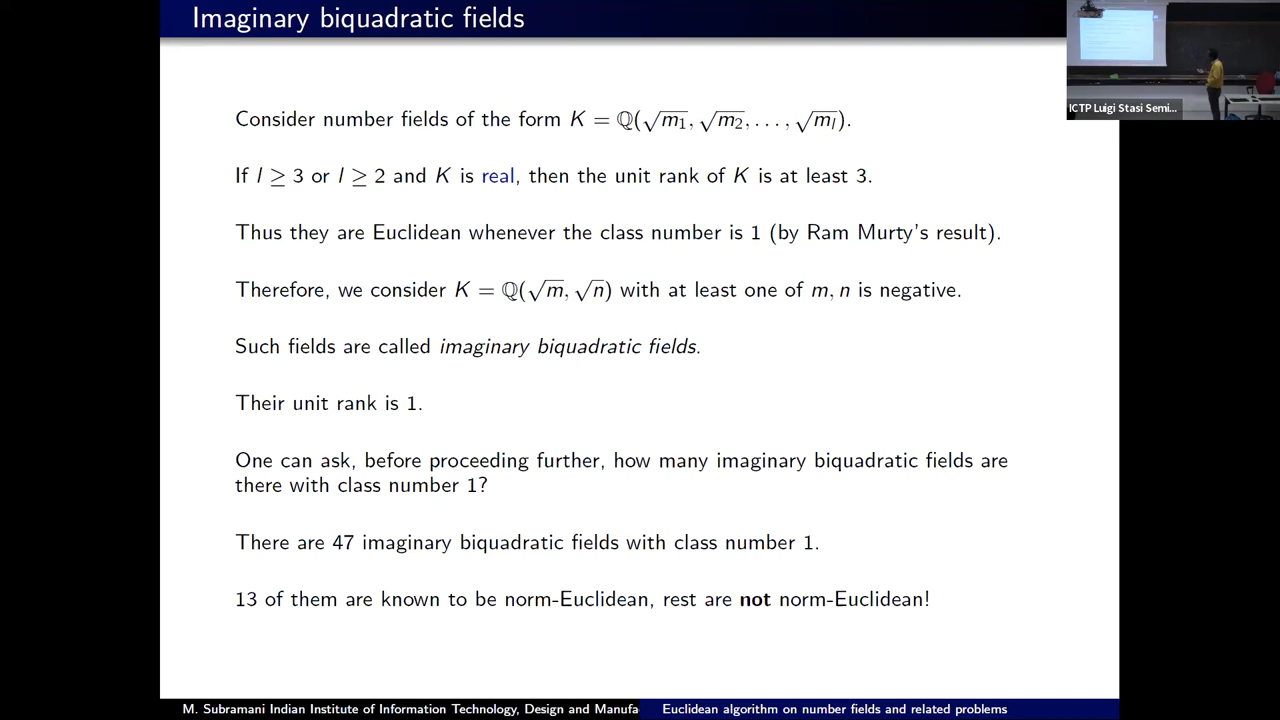 Imaginary biquadratic fields
Consider number fields of the form K = ℚ(√m₁, √m₂, . . . , √mₗ).
If l ≥ 3 or l ≥ 2 and K is real, then the unit rank of K is at least 3.
Thus they are Euclidean whenever the class number is 1 (by Ram Murty's result).
Therefore, we consider K = ℚ(√m, √n) with at least one of m, n is negative.
Such fields are called imaginary biquadratic fields.
Their unit rank is 1.
One can ask, before proceeding further, how many imaginary biquadratic fields are
there with class number 1?
There are 47 imaginary biquadratic fields with class number 1.
13 of them are known to be norm-Euclidean, rest are not norm-Euclidean!
M. Subramani Indian Institute of Information Technology, Design and Manufa
Euclidean algorithm on number fields and related problems
ICTP Luigi Stasi Semi...